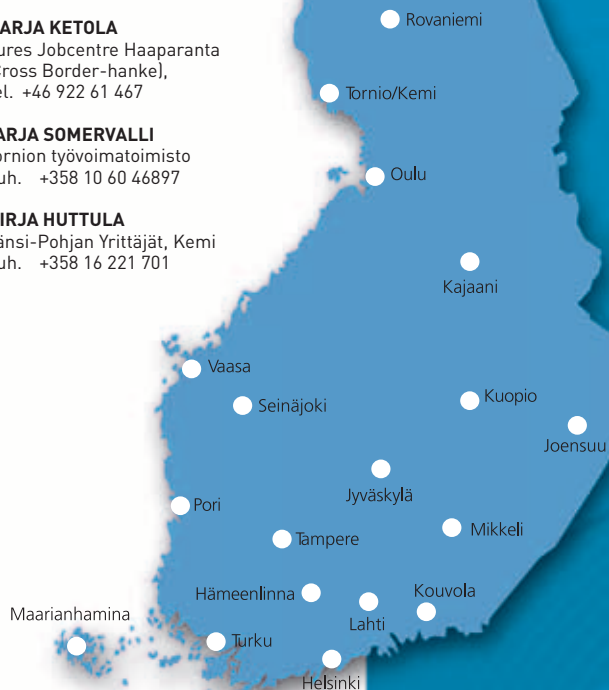 ARJA KETOLA
ures Jobcentre Haaparanta
ross Border-hanke),
el. +46 922 61 467
ARJA SOMERVALLI
ornion työvoimatoimisto
uh. +358 10 60 46897
IRJA HUTTULA
änsi-Pohjan Yrittäjät, Kemi
uh. +358 16 221 701
Rovaniemi
Tornio/Kemi
Oulu
Kajaani
Vaasa
Seinäjoki
Kuopio
Joensuu
Jyväskylä
Pori
Mikkeli
Tampere
Hämeenlinna
Kouvola
Lahti
Maarianhamina
Turku
Helsinki